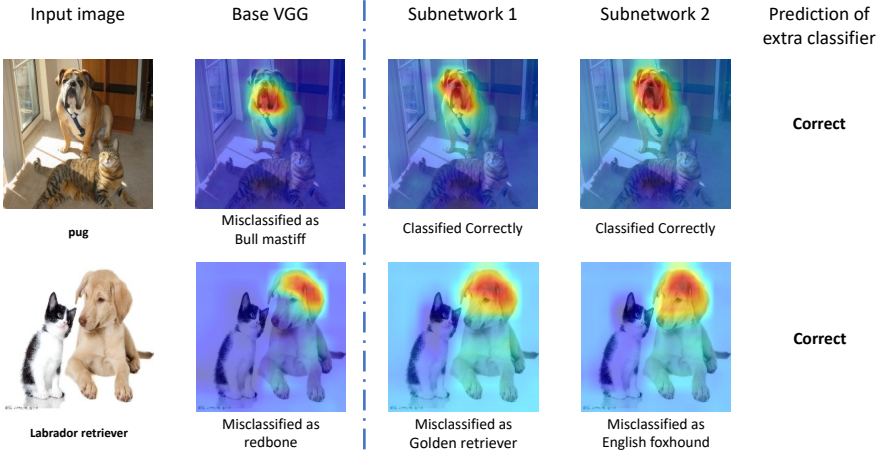 Input image
Base VGG
Subnetwork 1
Subnetwork 2
Prediction of
extra classifier
Correct
pug
Misclassified as
Bull mastiff
Classified Correctly
Classified Correctly
Correct
Labrador retriever
Misclassified as
redbone
Misclassified as
Golden retriever
Misclassified as
English foxhound